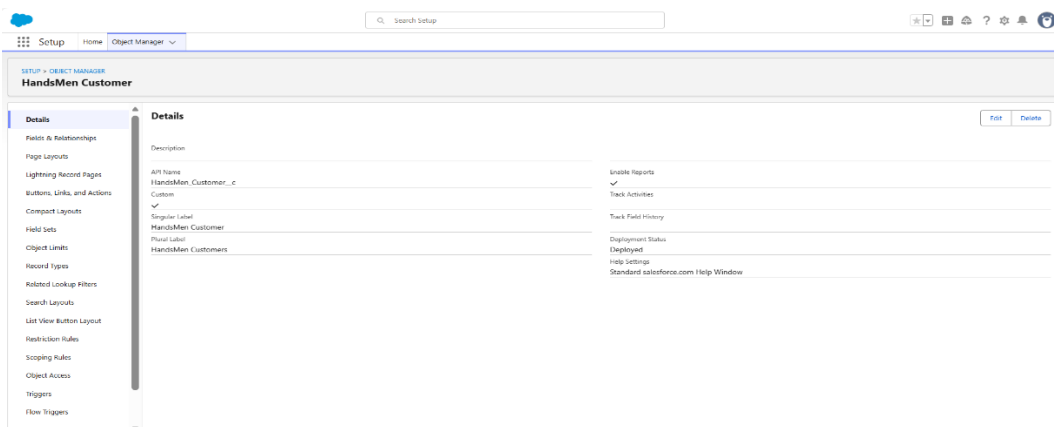 Search Setup
Setup
Home
Object Manager
SETUP > OBJECT MANAGER
HandsMen Customer
Details
Fields & Relationships
Page Layouts
Lightning Record Pages
Buttons, Links, and Actions
Compact Layouts
Field Sets
Object Limits
Record Types
Related Lookup Filters
Search Layouts
List View Button Layout
Restriction Rules
Scoping Rules
Object Access
Triggers
Flow Triggers
Details
Edit
Delete
Description
API Name
HandsMen_Customer__c
Custom
Singular Label
HandsMen Customer
Plural Label
HandsMen Customers
Enable Reports
Track Activities
Track Field History
Deployment Status
Deployed
Help Settings
Standard salesforce.com Help Window